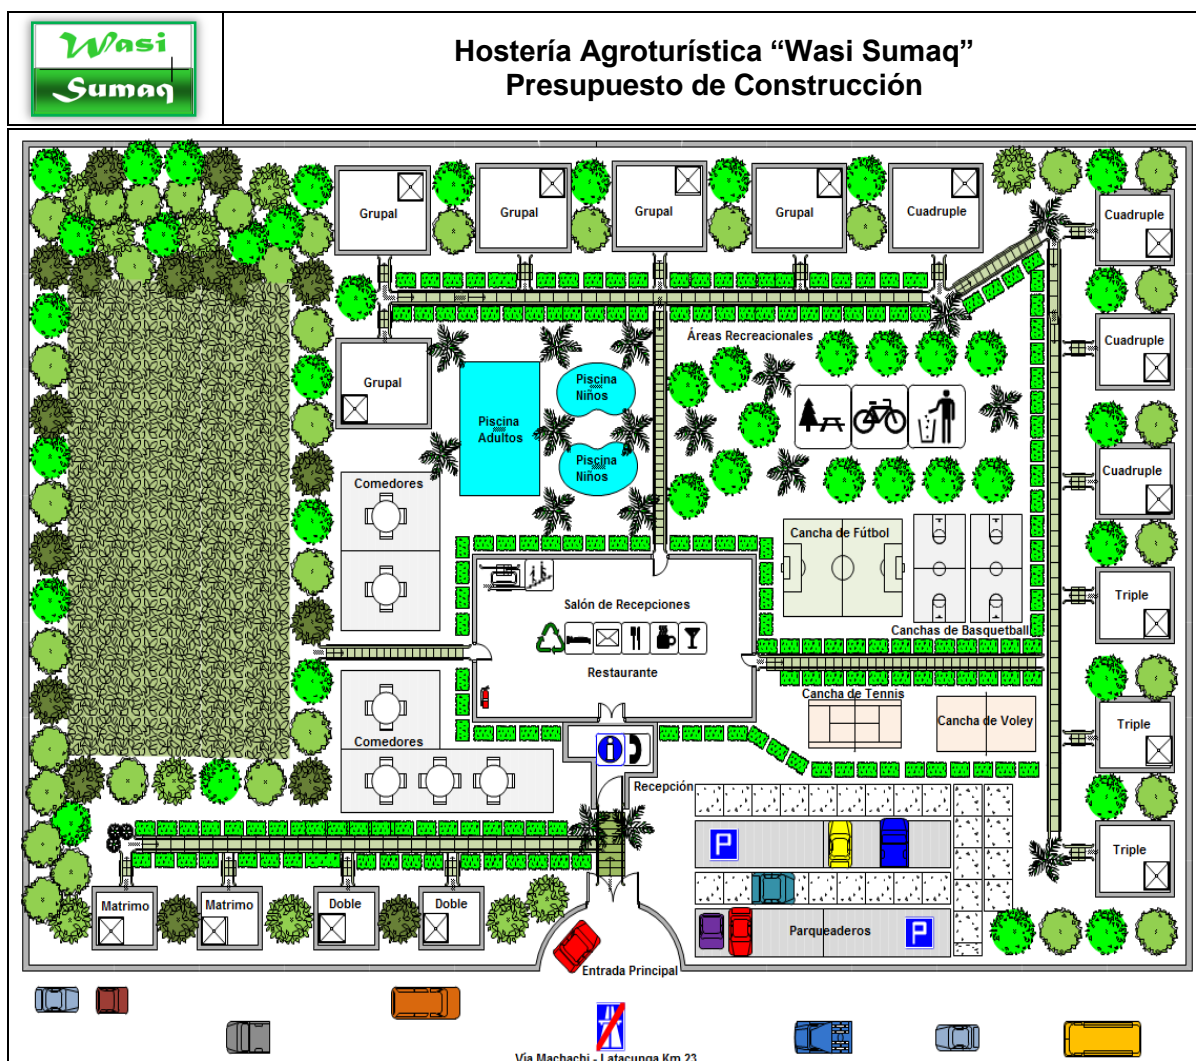 Wasi
Sumaq
Hostería Agroturística “Wasi Sumaq”
Presupuesto de Construcción
Grupal
Grupal
Grupal
Grupal
Cuadruple
Cuadruple
Áreas Recreacionales
Cuadruple
Grupal
Piscina
Niños
Piscina
Adultos
Piscina
Niños
Comedores
Cuadruple
Cancha de Fútbol
Triple
Salón de Recepciones
Canchas de Basquetball
Restaurante
Cancha de Tennis
Cancha de Voley
Triple
Comedores
i
Recepción
P
Triple
Matrimo
Matrimo
Doble
Doble
Parqueaderos
P
Entrada Principal
Vía Machachi - Latacunga Km 23